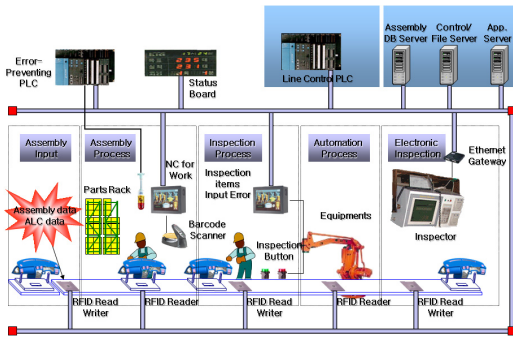 Assembly
DB Server
Control/
File Server
App.
Server
Error-
Preventing
PLC
Status
Board
Line Control PLC
Assembly
Input
Assembly
Process
Inspection
Process
Automation
Process
Electronic
Inspection
Ethernet
Gateway
NC for
Work
Inspection
items
Input Error
Parts Rack
Assembly data
ALC data
Barcode
Scanner
Equipments
Inspection
Button
Inspector
RFID Read
Writer
RFID Reader
RFID Read
Writer
RFID Reader
RFID Read
Writer